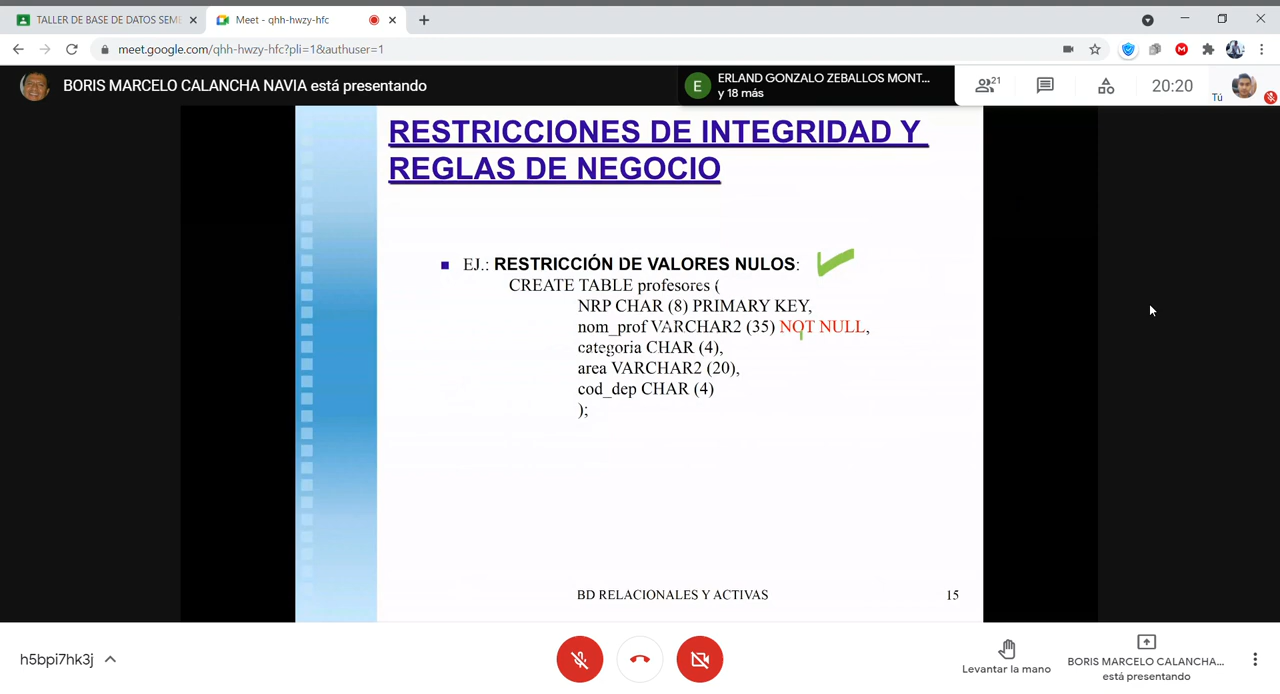 TALLER DE BASE DE DATOS SEME
Meet - qhh-hwzy-hfc
meet.google.com/qhh-hwzy-hfc?pli=1&authuser=1
BORIS MARCELO CALANCHA NAVIA está presentando
E
ERLAND GONZALO ZEBALLOS MONT...
y 18 más
21
20:20
Tú
RESTRICCIONES DE INTEGRIDAD Y
REGLAS DE NEGOCIO
EJ.: RESTRICCIÓN DE VALORES NULOS:
CREATE TABLE profesores (
NRP CHAR (8) PRIMARY KEY,
nom_prof VARCHAR2 (35) NOT NULL,
categoria CHAR (4),
area VARCHAR2 (20),
cod_dep CHAR (4)
);
BD RELACIONALES Y ACTIVAS
15
h5bpi7hk3j
Levantar la mano
BORIS MARCELO CALANCHA...
está presentando